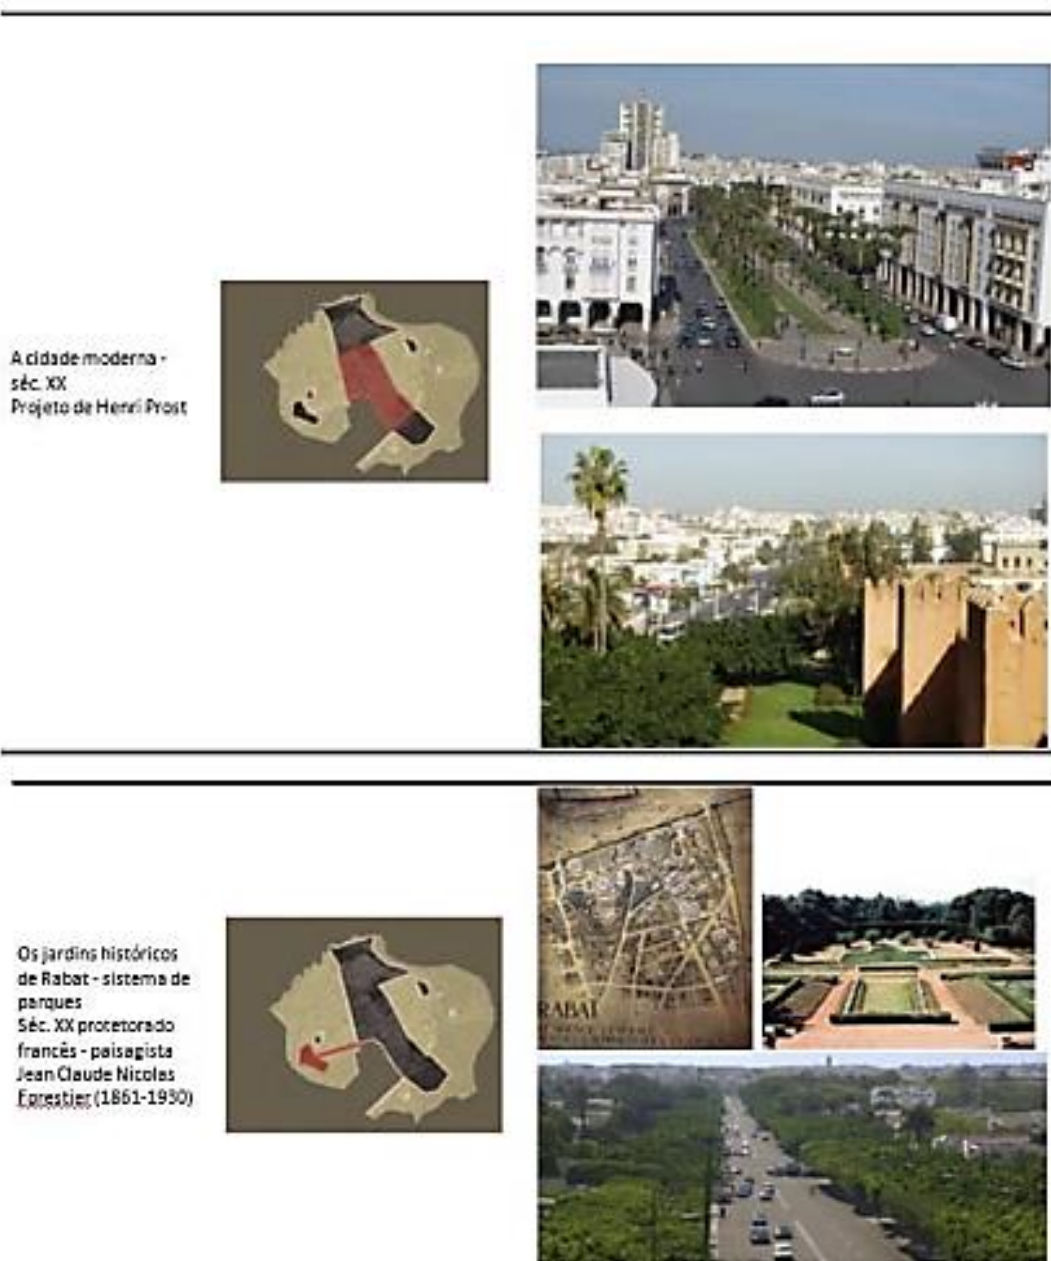 A cidade moderna -
séc. XX
Projeto de Henri Prost
Os jardins históricos
de Rabat - sistema de
parques
Séc. XX protetorado
francês - paisagista
Jean Claude Nicolas
Forestier (1861-1930)
RABAT